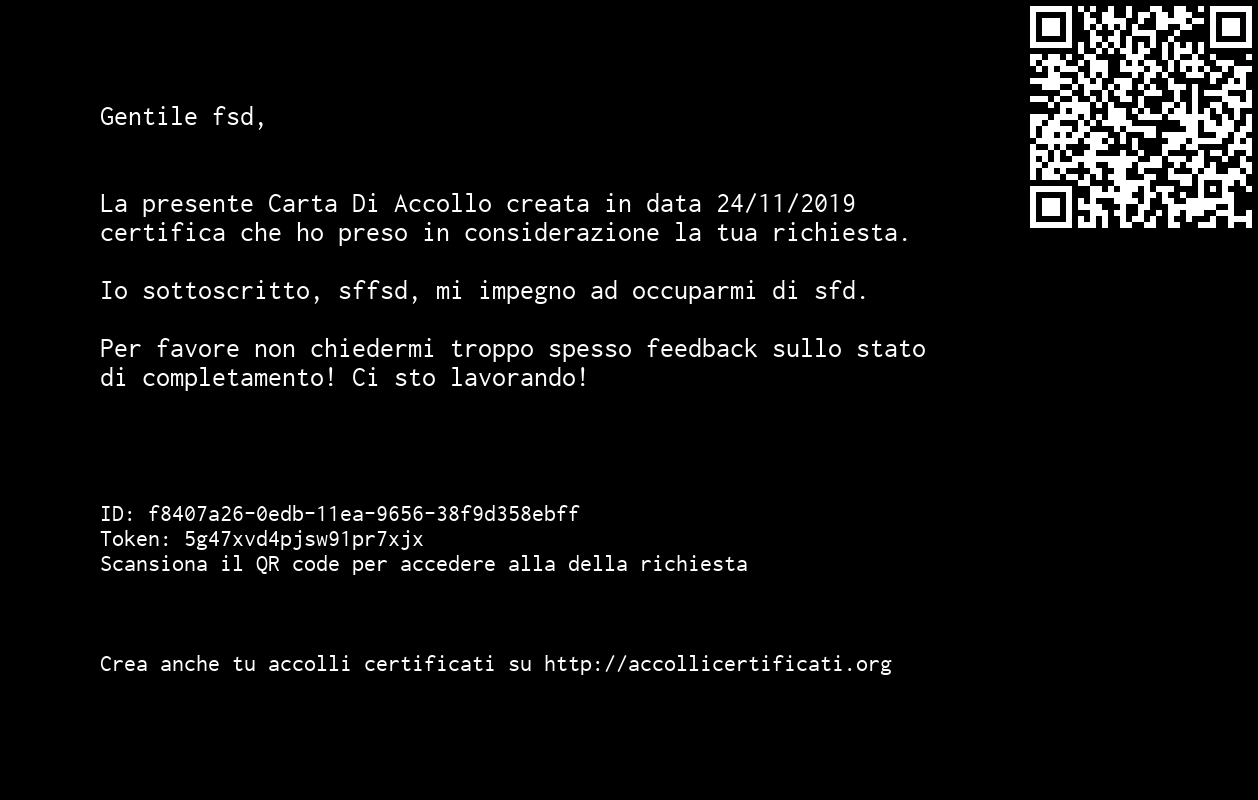 Gentile fsd,
La presente Carta Di Accollo creata in data 24/11/2019
certifica che ho preso in considerazione la tua richiesta.
Io sottoscritto, sffsd, mi impegno ad occuparmi di sfd.
Per favore non chiedermi troppo spesso feedback sullo stato
di completamento! Ci sto lavorando!
ID: f8407a26-0edb-11ea-9656-38f9d358ebff
Token: 5g47xvd4pjsw91pr7xjx
Scansiona il QR code per accedere alla della richiesta
Crea anche tu accolli certificati su http://accollicertificati.org